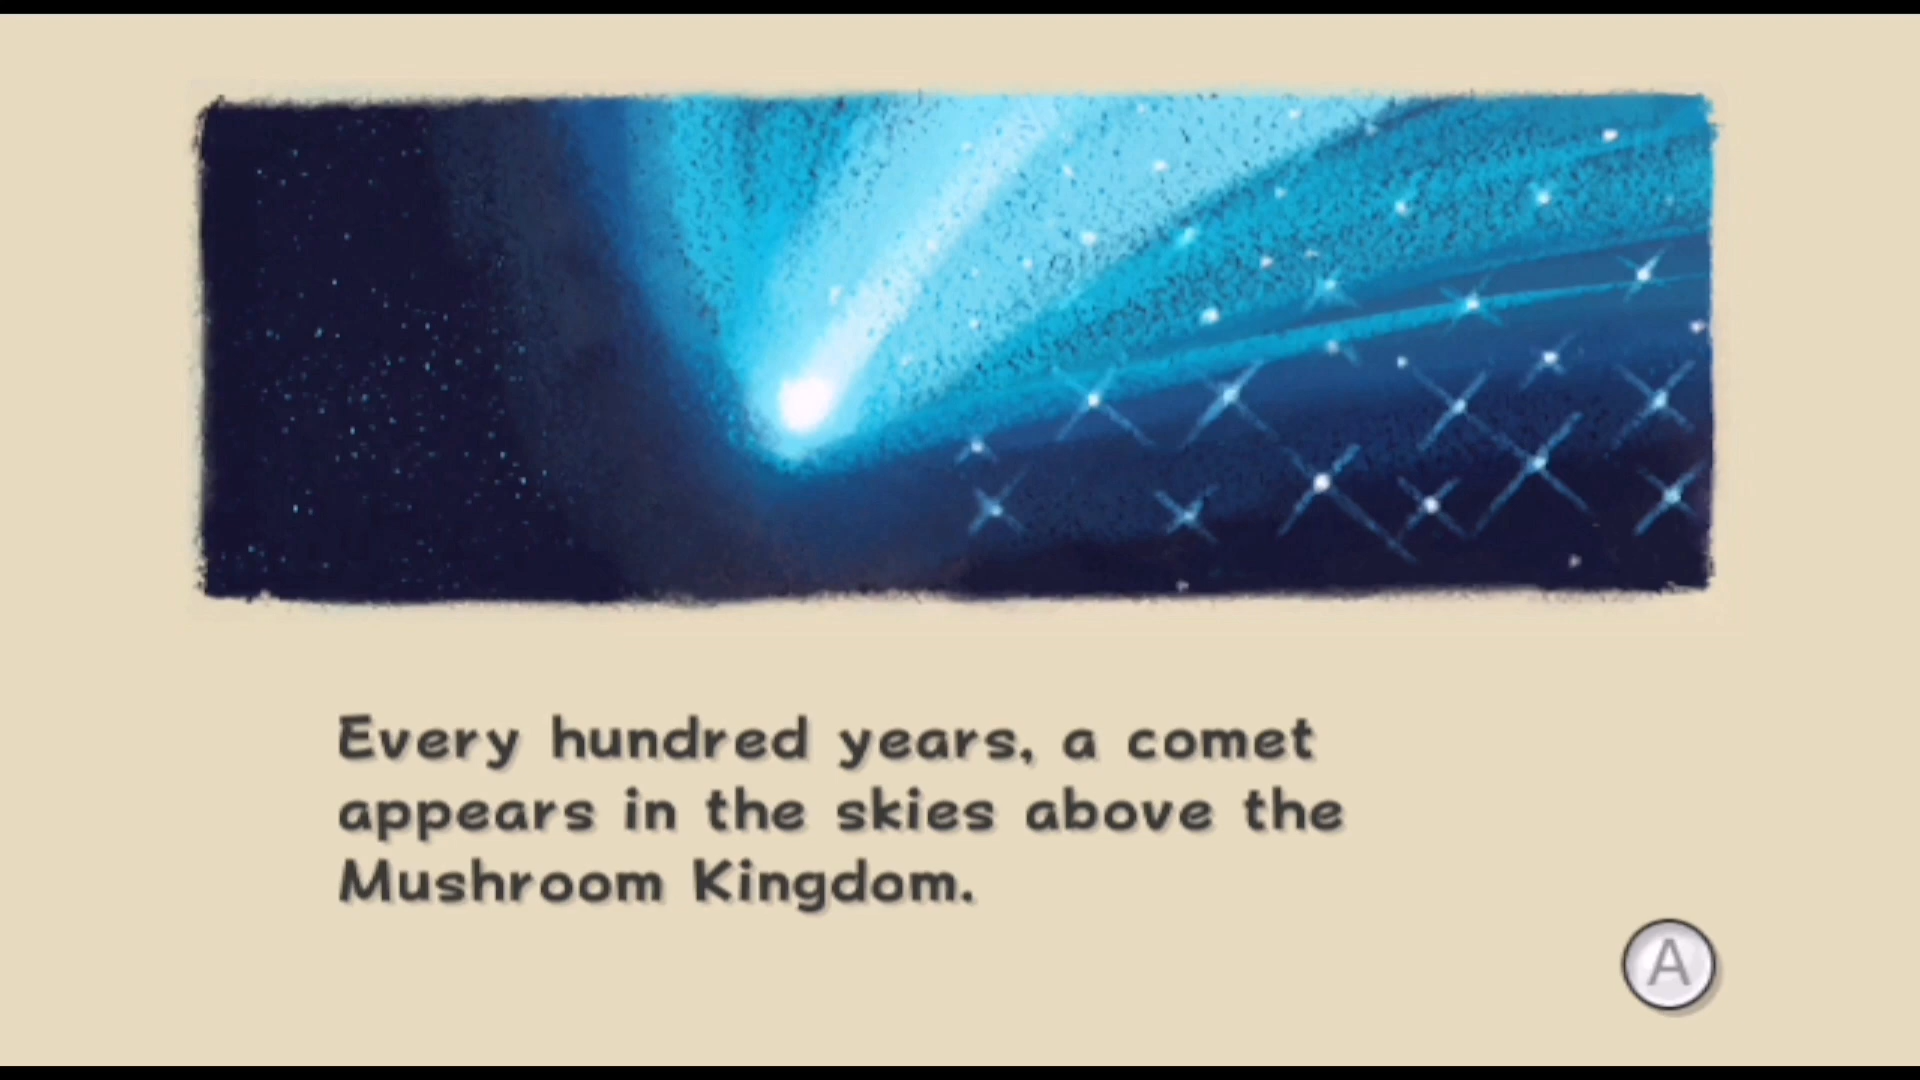 Every hundred years, a comet
appears in the skies above the
Mushroom Kingdom.
A